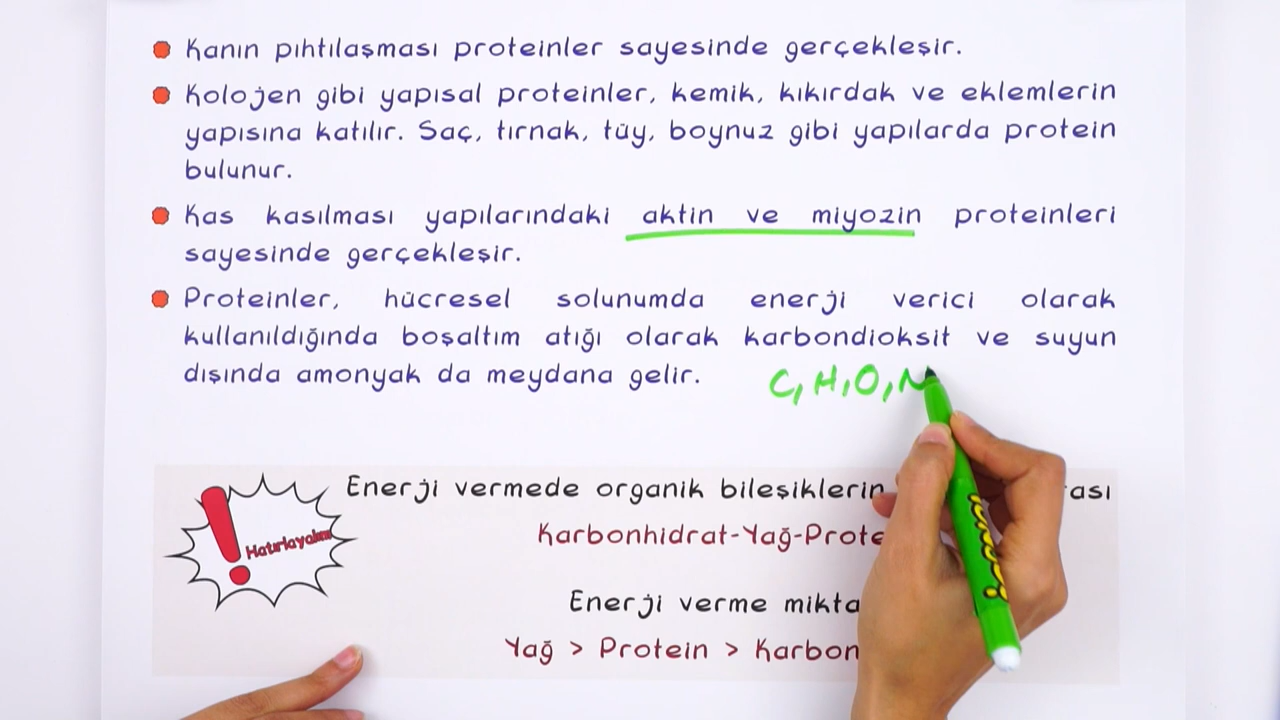 Kanın pıhtılaşması proteinler sayesinde gerçekleşir.
Kolojen gibi yapısal proteinler, kemik, kıkırdak ve eklemlerin
yapısına katılır. Saç, tırnak, tüy, boynuz gibi yapılarda protein
bulunur.
Kas kasılması yapılarındaki aktin ve miyozin proteinleri
sayesinde gerçekleşir.
Proteinler, hücresel solunumda enerji verici olarak
kullanıldığında boşaltım atığı olarak karbondioksit ve suyun
dışında amonyak da meydana gelir.
C, H, O, N
Enerji vermede organik bileşiklerin
Hatırlayalım
Karbonhidrat-Yağ-Prote
Enerji verme mikta
Yağ > Protein > Karbon